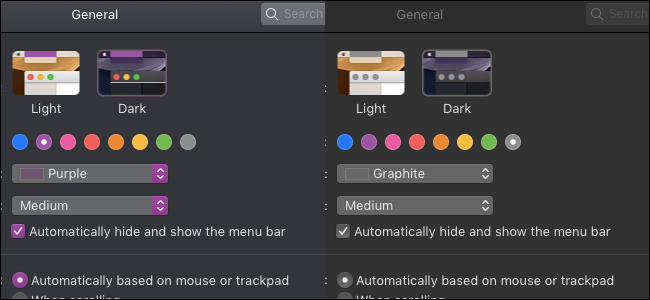 General
Search
Light
Dark
Purple
Medium
Automatically hide and show the menu bar
Automatically based on mouse or trackpad
When scrolling
General
Search
Light
Dark
Graphite
Medium
Automatically hide and show the menu bar
Automatically based on mouse or trackpad
When scrolling